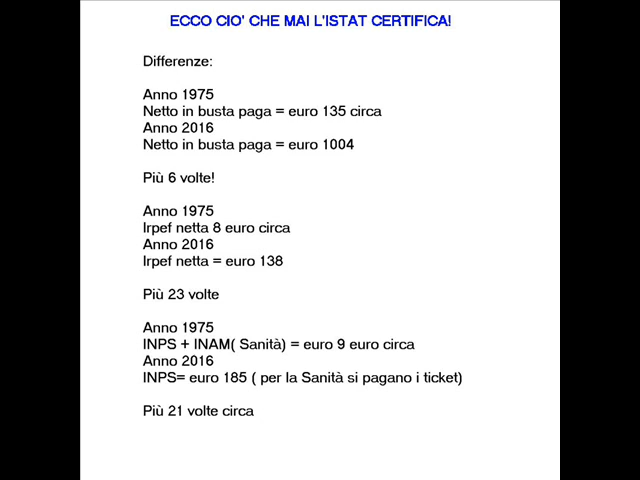 ECCO CIO' CHE MAI L'ISTAT CERTIFICA!
Differenze:
Anno 1975
Netto in busta paga = euro 135 circa
Anno 2016
Netto in busta paga = euro 1004
Più 6 volte!
Anno 1975
Irpef netta 8 euro circa
Anno 2016
Irpef netta = euro 138
Più 23 volte
Anno 1975
INPS + INAM( Sanità) = euro 9 euro circa
Anno 2016
INPS= euro 185 ( per la Sanità si pagano i ticket)
Più 21 volte circa